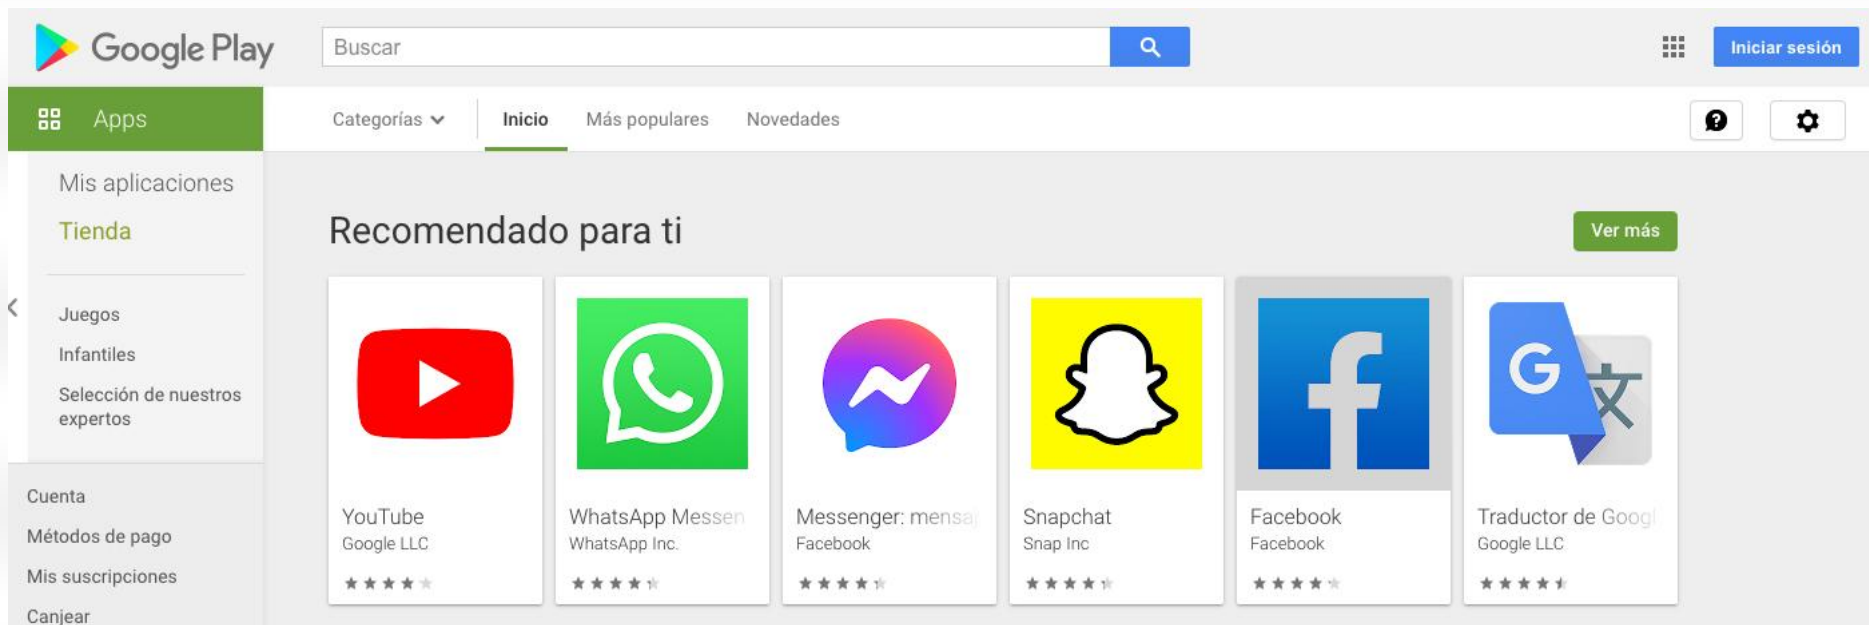 Google Play
Buscar
Iniciar sesión
Apps
Categorías
Inicio
Más populares
Novedades
Mis aplicaciones
Tienda
Juegos
Infantiles
Selección de nuestros
expertos
Cuenta
Métodos de pago
Mis suscripciones
Canjear
Recomendado para ti
Ver más
YouTube
Google LLC
WhatsApp Messen
WhatsApp Inc.
Messenger: mensaj
Facebook
Snapchat
Snap Inc
f
Facebook
Facebook
G 文
Traductor de Googl
Google LLC